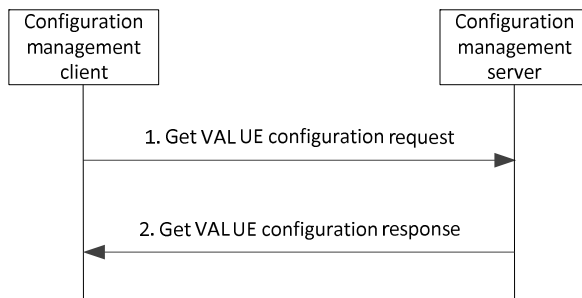 Configuration
management
client
Configuration
management
server
1. Get VAL UE configuration request
2. Get VAL UE configuration response